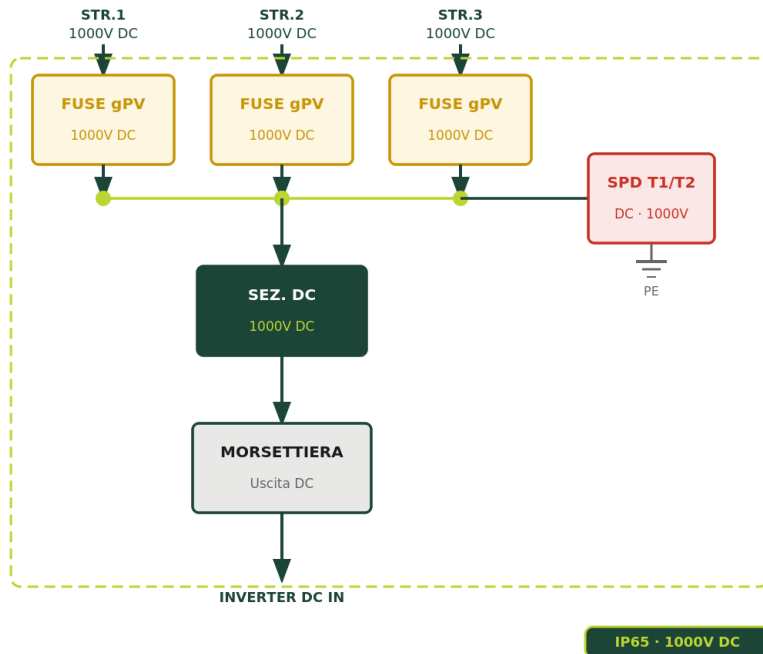 STR.1
1000V DC
STR.2
1000V DC
STR.3
1000V DC
FUSE gPV
1000V DC
FUSE gPV
1000V DC
FUSE gPV
1000V DC
SPD T1/T2
DC · 1000V
PE
SEZ. DC
1000V DC
MORSETTIERA
Uscita DC
INVERTER DC IN
IP65 · 1000V DC